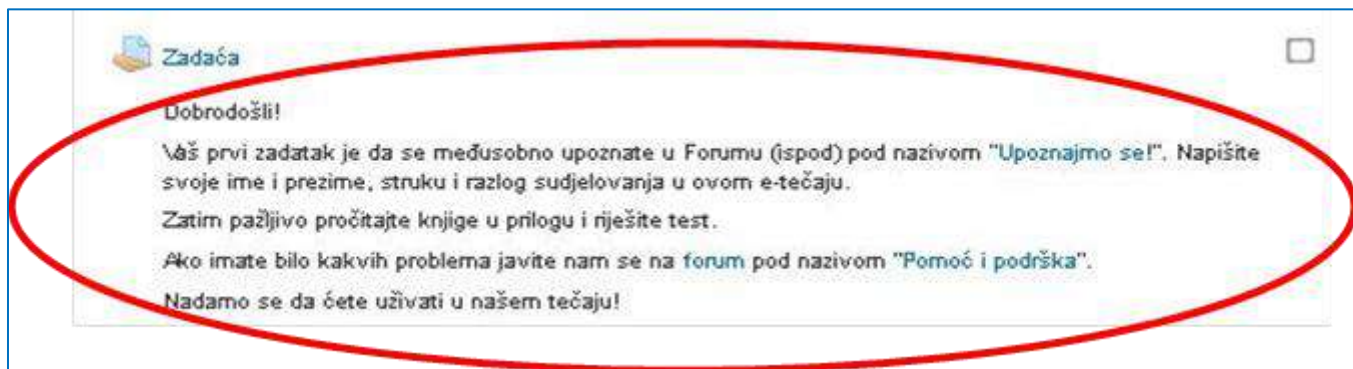 Zadaća
Dobrodošli!
Vaš prvi zadatak je da se međusobno upoznate u Forumu (ispod) pod nazivom "Upoznajmo se!". Napišite
svoje ime i prezime, struku i razlog sudjelovanja u ovom e-tečaju.
Zatim pažljivo pročitajte knjige u prilogu i riješite test.
Ako imate bilo kakvih problema javite nam se na forum pod nazivom "Pomoć i podrška".
Nadamo se da ćete uživati u našem tečaju!